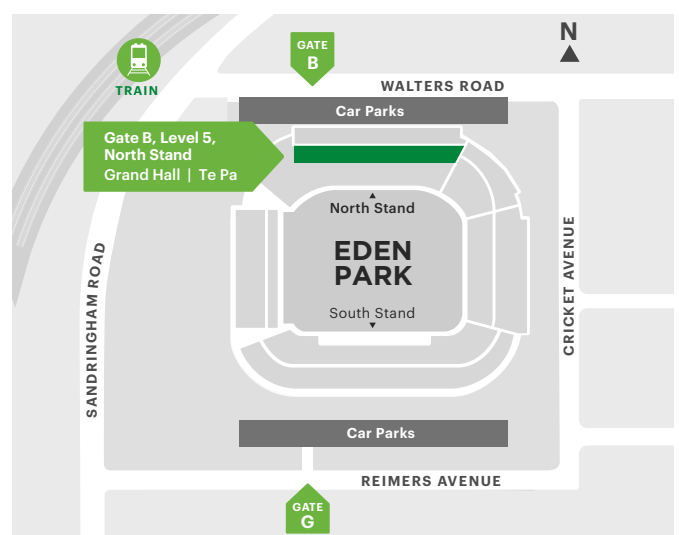 GATE
B
N
TRAIN
WALTERS ROAD
Car Parks
Gate B, Level 5,
North Stand
Grand Hall | Te Pa
North Stand
EDEN
PARK
South Stand
SANDRINGHAM ROAD
CRICKET AVENUE
Car Parks
REIMERS AVENUE
GATE
G